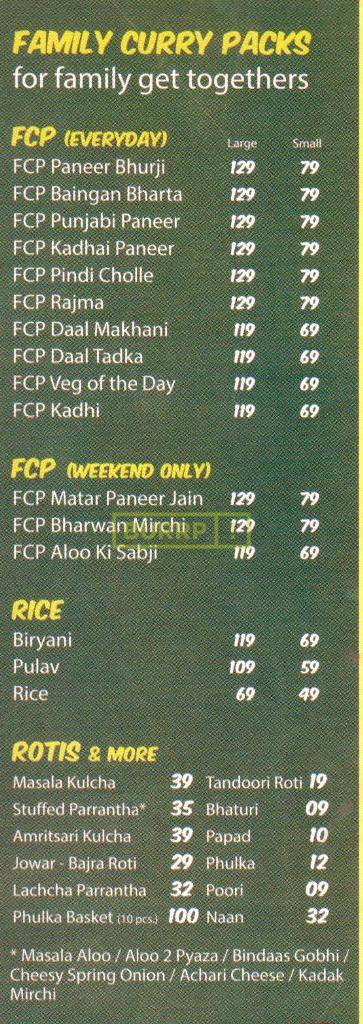 FAMILY CURRY PACKS
for family get togethers
FCP (EVERYDAY) Large Small
FCP Paneer Bhurji 129 79
FCP Baingan Bharta 129 79
FCP Punjabi Paneer 129 79
FCP Kadhai Paneer 129 79
FCP Pindi Cholle 129 79
FCP Rajma 129 79
FCP Daal Makhani 119 69
FCP Daal Tadka 119 69
FCP Veg of the Day 119 69
FCP Kadhi 119 69
FCP (WEEKEND ONLY)
FCP Matar Paneer Jain 129 79
FCP Bharwan Mirchi 129 79
BURRP!
FCP Aloo Ki Sabji 119 69
RICE
Biryani 119 69
Pulav 109 59
Rice 69 49
ROTIS & MORE
Masala Kulcha 39 Tandoori Roti 19
Stuffed Parrantha* 35 Bhaturi 09
Amritsari Kulcha 39 Papad 10
Jowar - Bajra Roti 29 Phulka 12
Lachcha Parrantha 32 Poori 09
Phulka Basket (10 pcs.) 100 Naan 32
* Masala Aloo / Aloo 2 Pyaza / Bindaas Gobhi /
Cheesy Spring Onion / Achari Cheese / Kadak
Mirchi